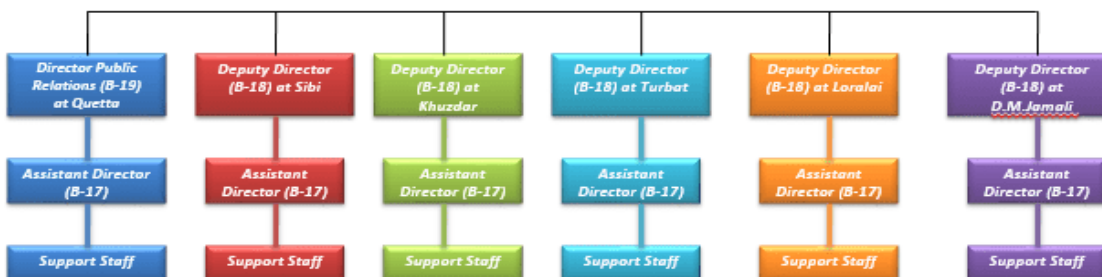 Director Public
Relations (B-19)
at Quetta
Deputy Director
(B-18) at Sibi
Deputy Director
(B-18) at
Khuzdar
Deputy Director
(B-18) at Turbat
Deputy Director
(B-18) at Loralai
Deputy Director
(B-18) at
D.M.Jamali
Assistant Director
(B-17)
Assistant
Director (B-17)
Assistant
Director (B-17)
Assistant
Director (B-17)
Assistant
Director (B-17)
Assistant
Director (B-17)
Support Staff
Support Staff
Support Staff
Support Staff
Support Staff
Support Staff